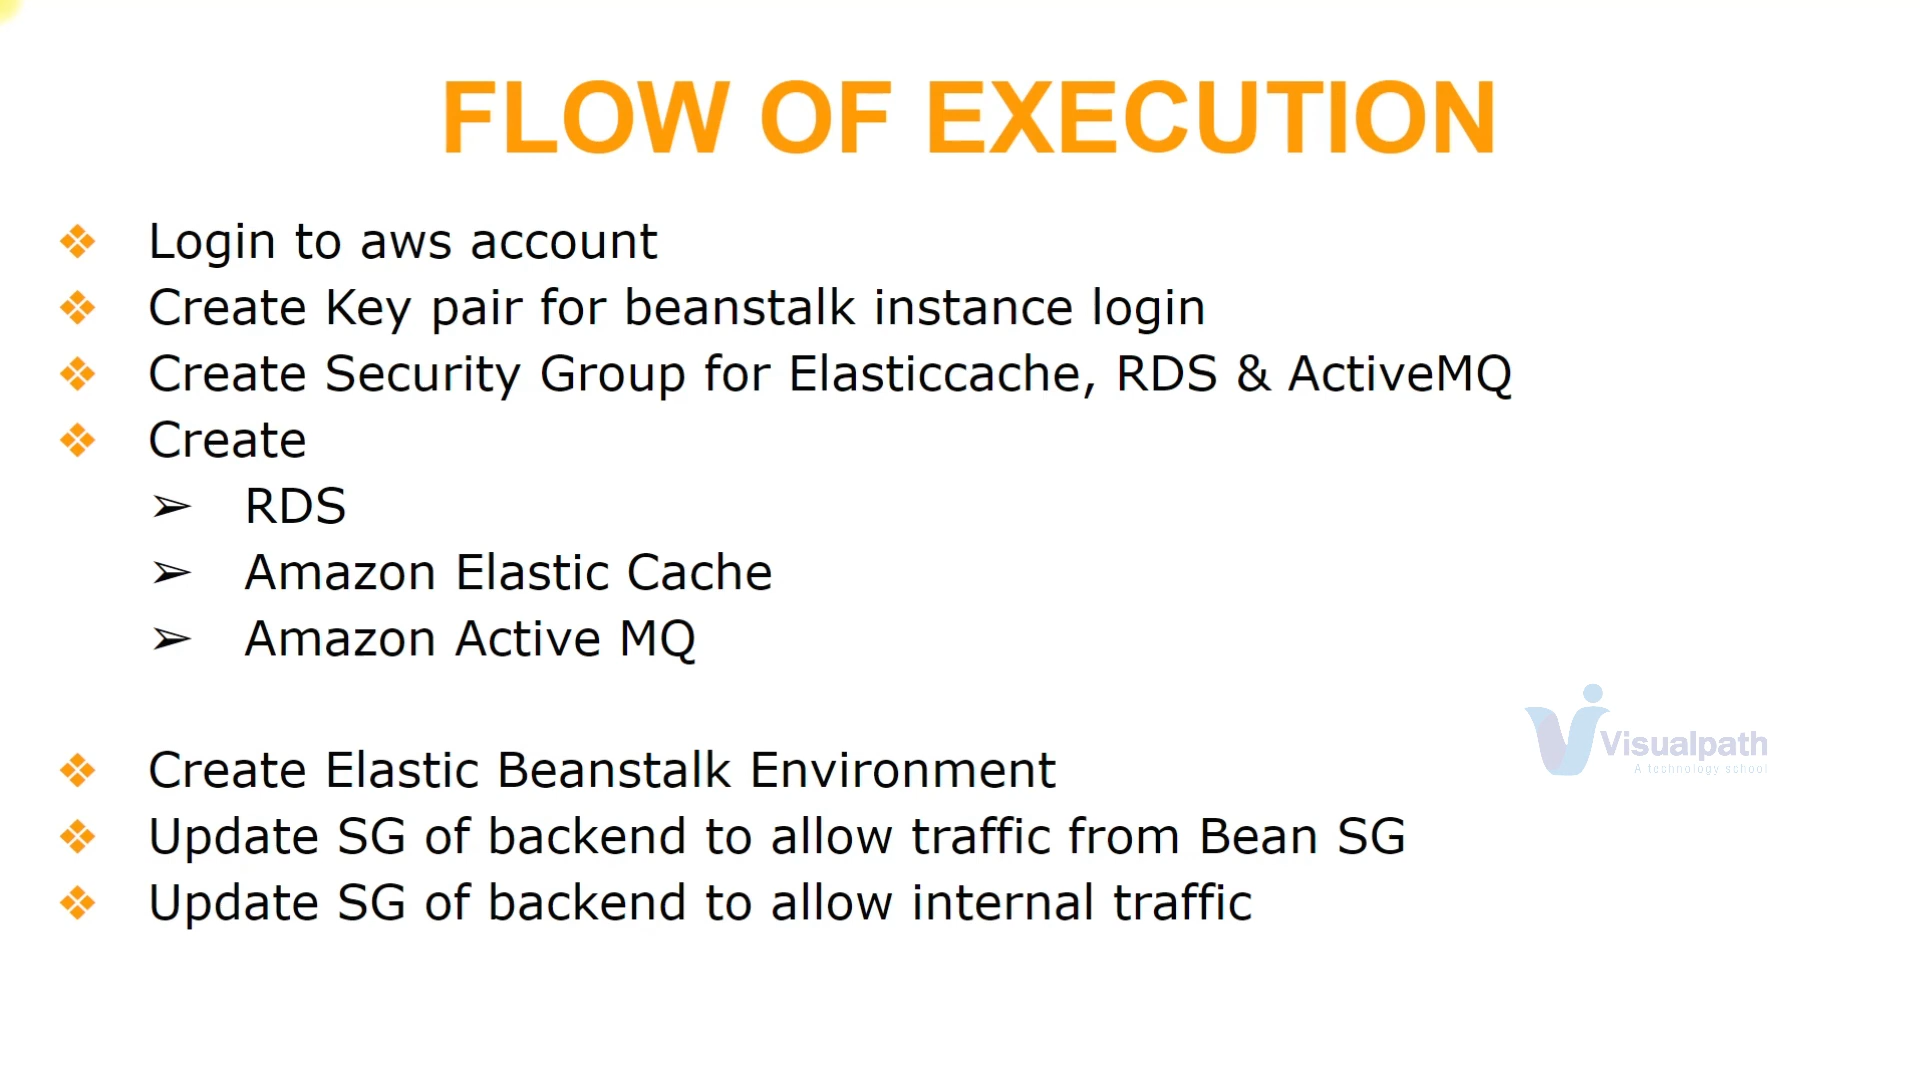 FLOW OF EXECUTION
❖ Login to aws account
❖ Create Key pair for beanstalk instance login
❖ Create Security Group for Elasticcache, RDS & ActiveMQ
❖ Create
➢ RDS
➢ Amazon Elastic Cache
➢ Amazon Active MQ
❖ Create Elastic Beanstalk Environment
❖ Update SG of backend to allow traffic from Bean SG
❖ Update SG of backend to allow internal traffic
Visualpath
A technology school